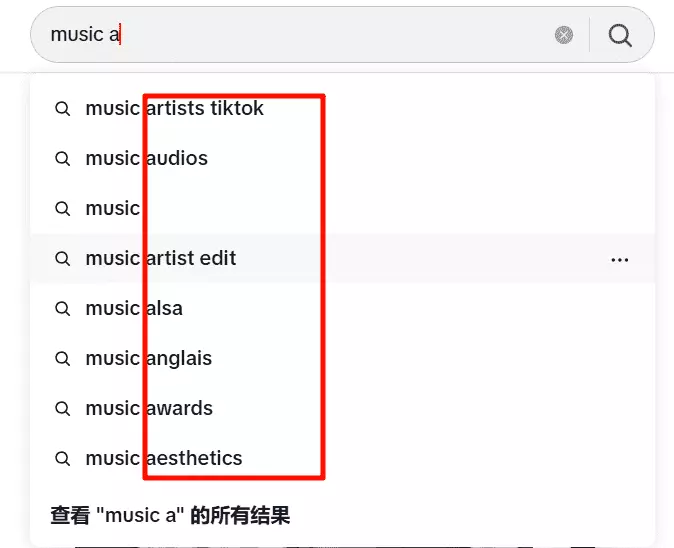 music a
music artists tiktok
music audios
music
music artist edit
music alsa
music anglais
music awards
music aesthetics
查看 "music a" 的所有结果